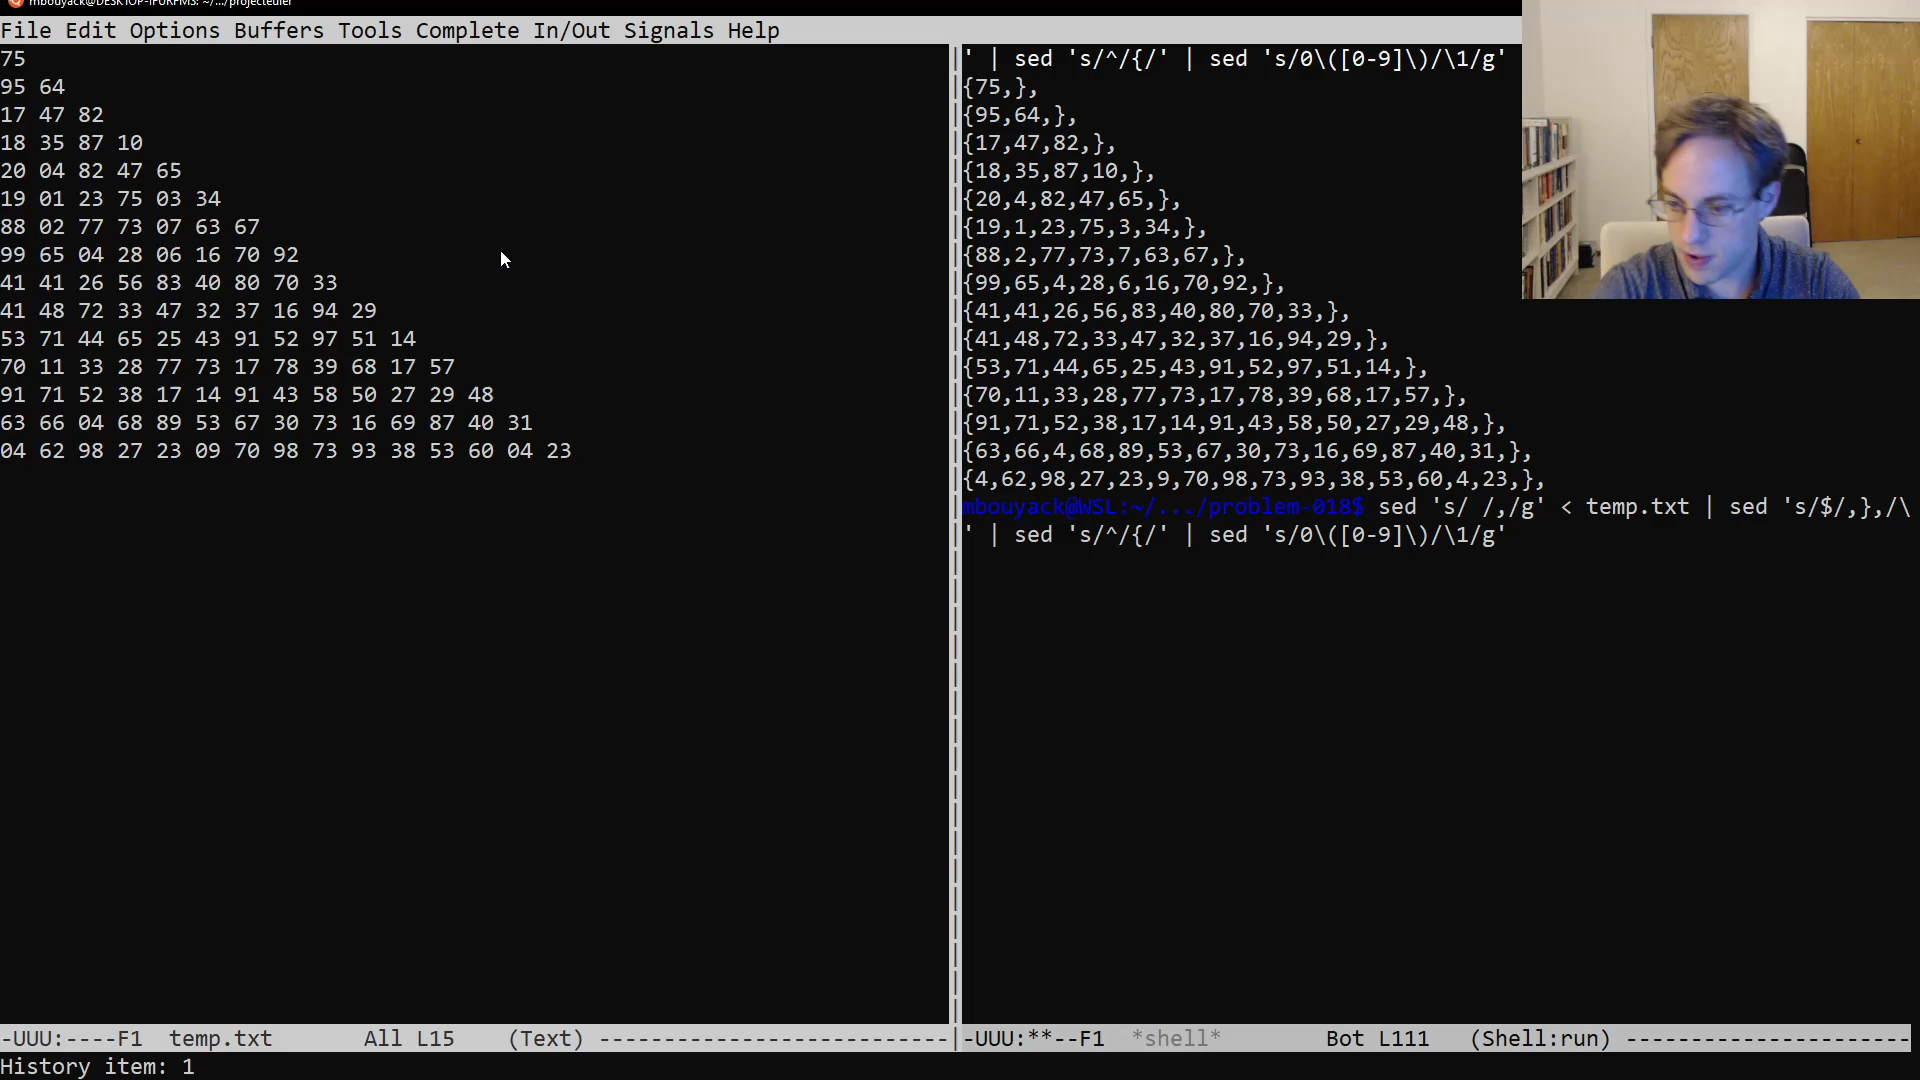 mbouyack@DESKTOP-IFURFMS: ~/.../projecteuler
File Edit Options Buffers Tools Complete In/Out Signals Help
75
95 64
17 47 82
18 35 87 10
20 04 82 47 65
19 01 23 75 03 34
88 02 77 73 07 63 67
99 65 04 28 06 16 70 92
41 41 26 56 83 40 80 70 33
41 48 72 33 47 32 37 16 94 29
53 71 44 65 25 43 91 52 97 51 14
70 11 33 28 77 73 17 78 39 68 17 57
91 71 52 38 17 14 91 43 58 50 27 29 48
63 66 04 68 89 53 67 30 73 16 69 87 40 31
04 62 98 27 23 09 70 98 73 93 38 53 60 04 23
-UUU:----F1  temp.txt       All L15    (Text) ---------------------------
' | sed 's/^/{/' | sed 's/0\([0-9]\)/\1/g'
{75,},
{95,64,},
{17,47,82,},
{18,35,87,10,},
{20,4,82,47,65,},
{19,1,23,75,3,34,},
{88,2,77,73,7,63,67,},
{99,65,4,28,6,16,70,92,},
{41,41,26,56,83,40,80,70,33,},
{41,48,72,33,47,32,37,16,94,29,},
{53,71,44,65,25,43,91,52,97,51,14,},
{70,11,33,28,77,73,17,78,39,68,17,57,},
{91,71,52,38,17,14,91,43,58,50,27,29,48,},
{63,66,4,68,89,53,67,30,73,16,69,87,40,31,},
{4,62,98,27,23,9,70,98,73,93,38,53,60,4,23,},
mbouyack@WSL:~/.../problem-018$ sed 's/ /,/g' < temp.txt | sed 's/$/,},/\
' | sed 's/^/{/' | sed 's/0\([0-9]\)/\1/g'
-UUU:**--F1  *shell*        Bot L111   (Shell:run) ----------------------
History item: 1